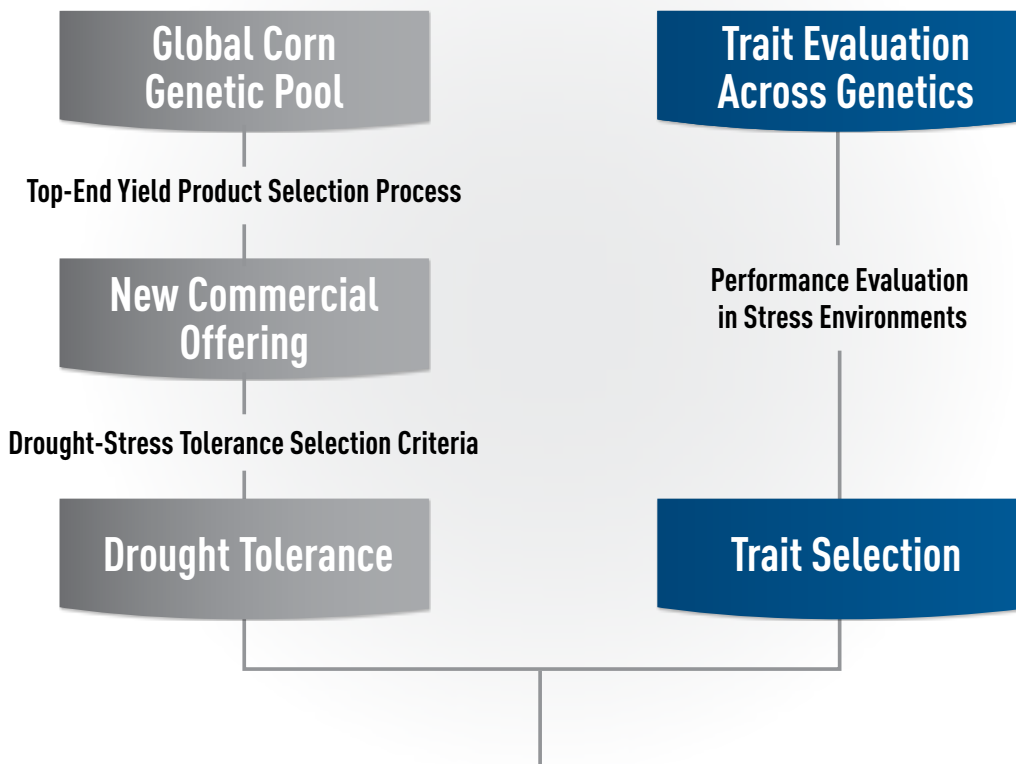 Global Corn
Genetic Pool
Top-End Yield Product Selection Process
New Commercial
Offering
Drought-Stress Tolerance Selection Criteria
Drought Tolerance
Trait Evaluation
Across Genetics
Performance Evaluation
in Stress Environments
Trait Selection